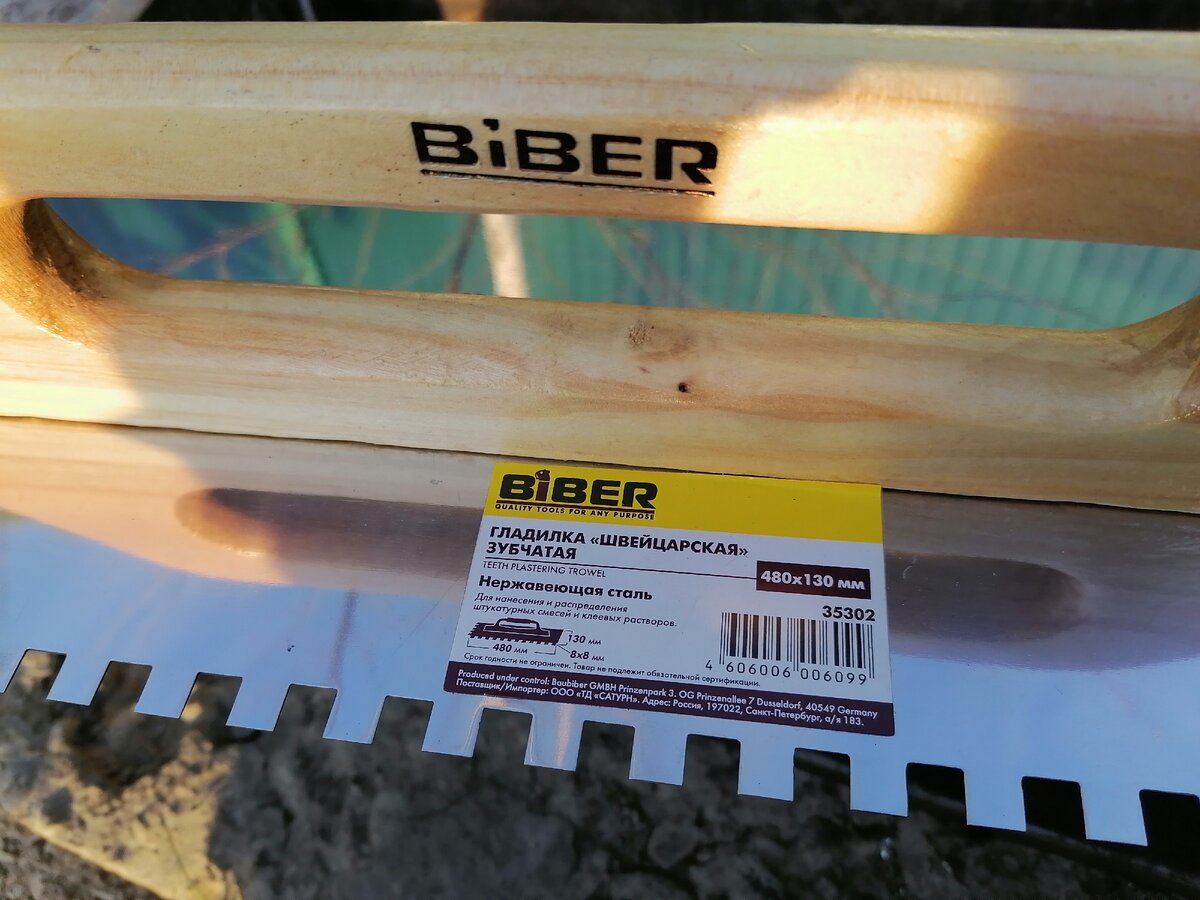 BiBER
BiBER
QUALITY TOOLS FOR ANY PURPOSE
ГЛАДИЛКА «ШВЕЙЦАРСКАЯ»
ЗУБЧАТАЯ
TEETH PLASTERING TROWEL
480x130 мм
Нержавеющая сталь
35302
Для нанесения и распределения
штукатурных смесей и клеевых растворов.
130 мм
480 мм
8x8 мм
4 606006 006099
Срок годности не ограничен. Товар не подлежит обязательной сертификации.
Produced under control: Baubiber GMBH Prinzenpark 3. OG Prinzenallee 7 Dusseldorf, 40549 Germany
Поставщик/Импортер: ООО «ТД «САТУРН». Адрес: Россия, 197022, Санкт-Петербург, а/я 183.